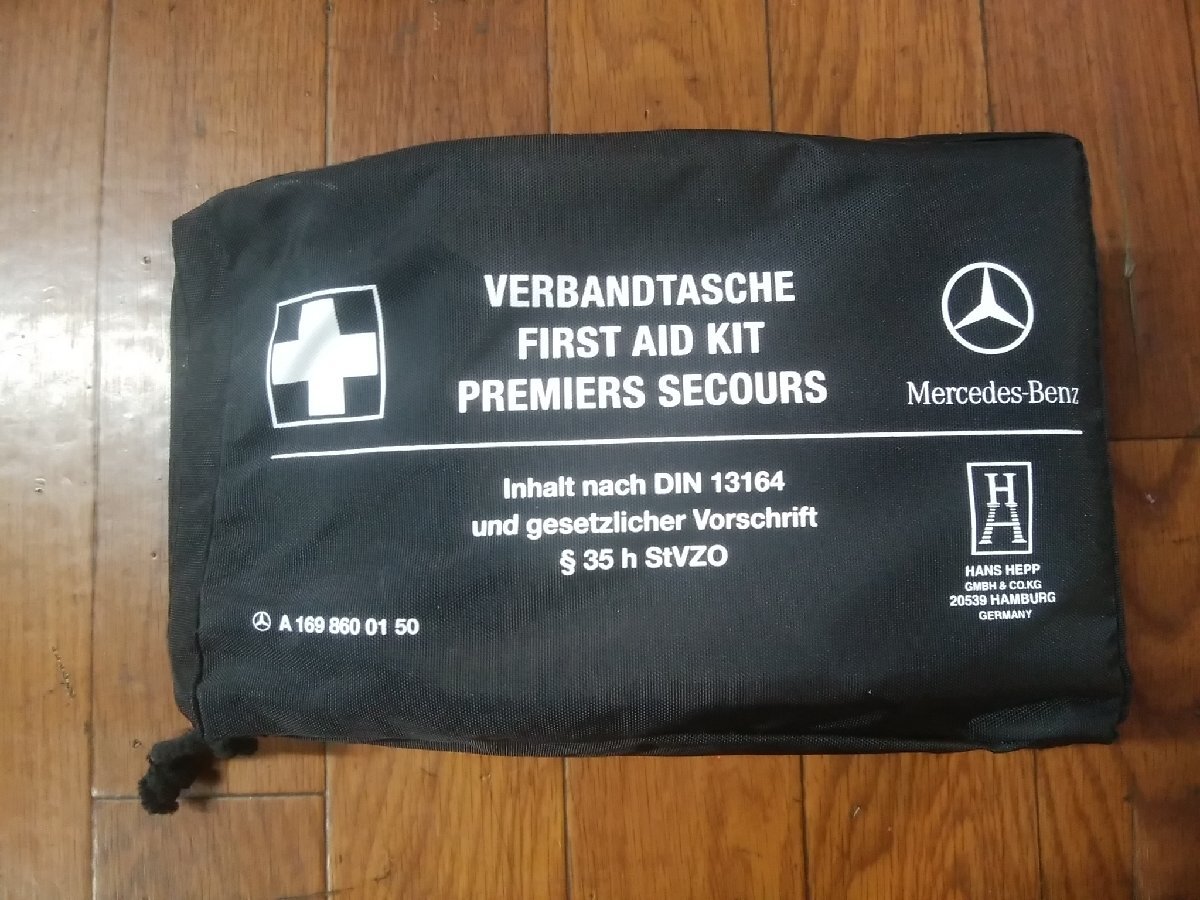 VERBANDTASCHE
FIRST AID KIT
PREMIERS SECOURS
Mercedes-Benz
Inhalt nach DIN 13164
und gesetzlicher Vorschrift
§ 35 h StVZO
A 169 860 01 50
HA
HANS HEPP
GMBH & CO.KG
20539 HAMBURG
GERMANY